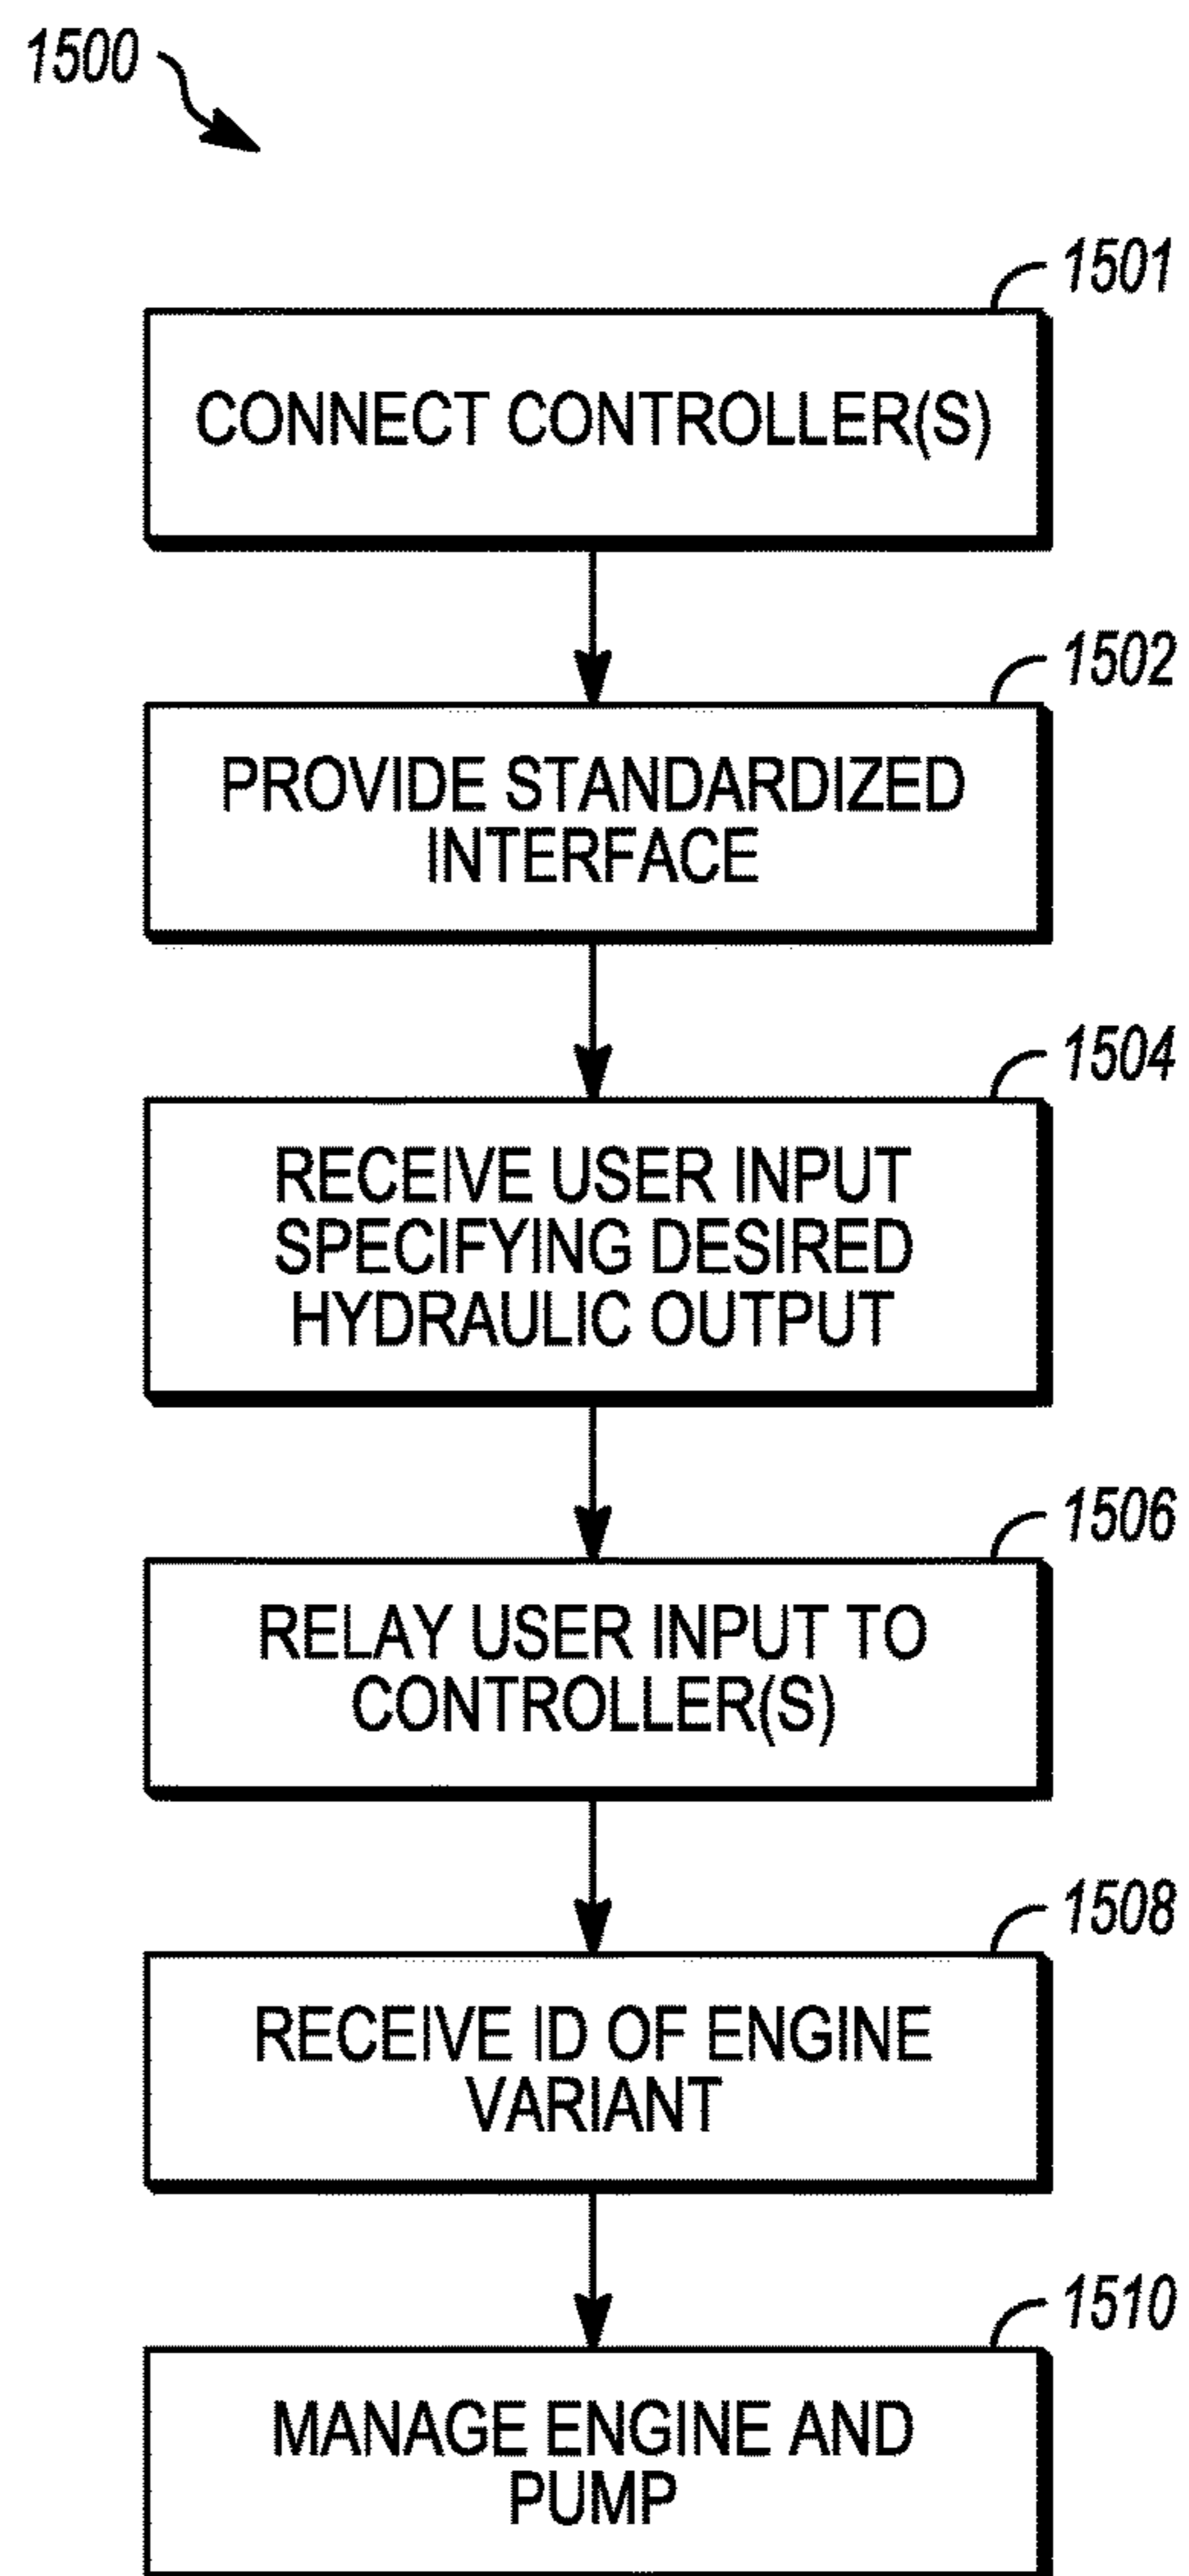 1500
1501
CONNECT CONTROLLER(S)
1502
PROVIDE STANDARDIZED
INTERFACE
1504
RECEIVE USER INPUT
SPECIFYING DESIRED
HYDRAULIC OUTPUT
1506
RELAY USER INPUT TO
CONTROLLER(S)
1508
RECEIVE ID OF ENGINE
VARIANT
1510
MANAGE ENGINE AND
PUMP